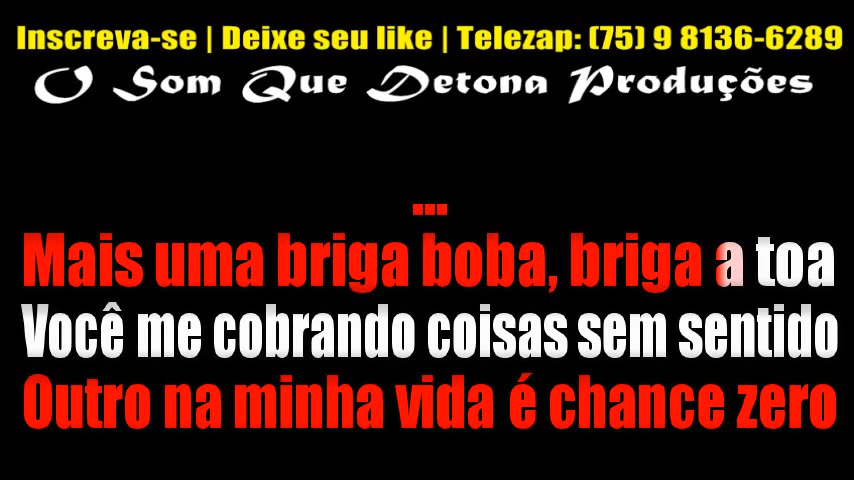 Inscreva-se | Deixe seu like | Telezap: (75) 9 8136-6289
O Som Que Detona Produções
...
Mais uma briga boba, briga a toa
Você me cobrando coisas sem sentido
Outro na minha vida é chance zero